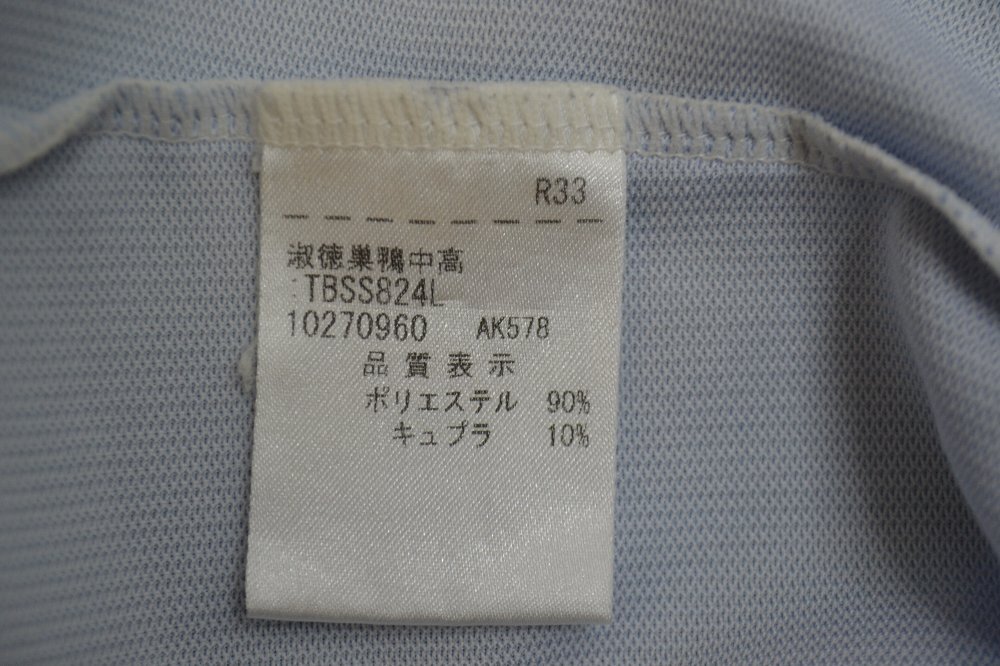 R33
淑徳巣鴨中高
:TBSS824L
10270960 AK578
品質表示
ポリエステル 90%
キュプラ 10%